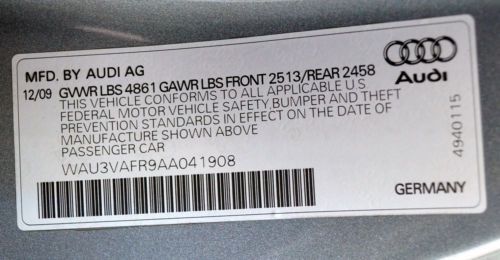 MFD. BY AUDI AG
12/09 GVWR LBS 4861 GAWR LBS FRONT 2513/REAR 2458
THIS VEHICLE CONFORMS TO ALL APPLICABLE U.S
FEDERAL MOTOR VEHICLE SAFETY,BUMPER AND THEFT
PREVENTION STANDARDS IN EFFECT ON THE DATE OF
MANUFACTURE SHOWN ABOVE
PASSENGER CAR
WAU3VAFR9AA041908
Audi
4940115
GERMANY